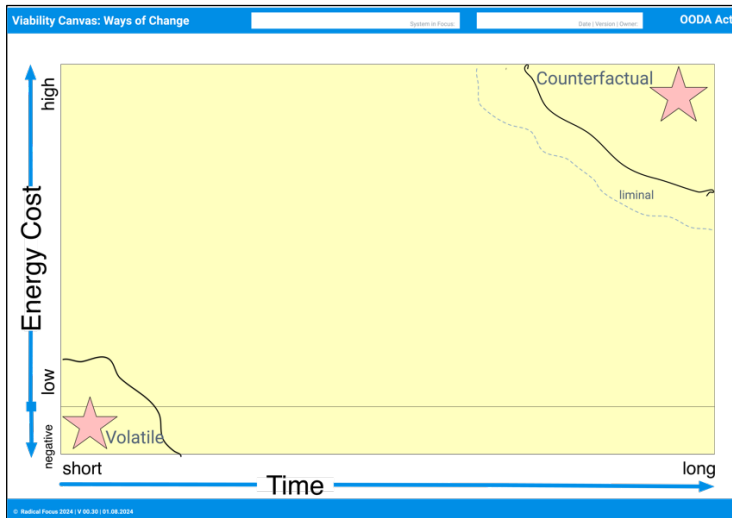 Viability Canvas: Ways of Change
System in Focus
Date | Version | Owner:
OODA Act
high
Counterfactual
liminal
Energy Cost
low
Volatile
negative
short
long
Time
© Radical Focus 2024 | V 00.30 | 01.08.2024